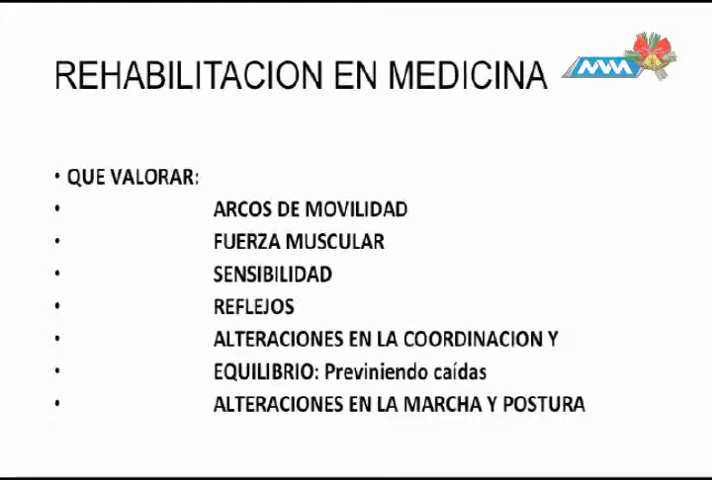 REHABILITACION EN MEDICINA
• QUE VALORAR:
• ARCOS DE MOVILIDAD
• FUERZA MUSCULAR
• SENSIBILIDAD
• REFLEJOS
• ALTERACIONES EN LA COORDINACION Y
• EQUILIBRIO: Previniendo caídas
• ALTERACIONES EN LA MARCHA Y POSTURA